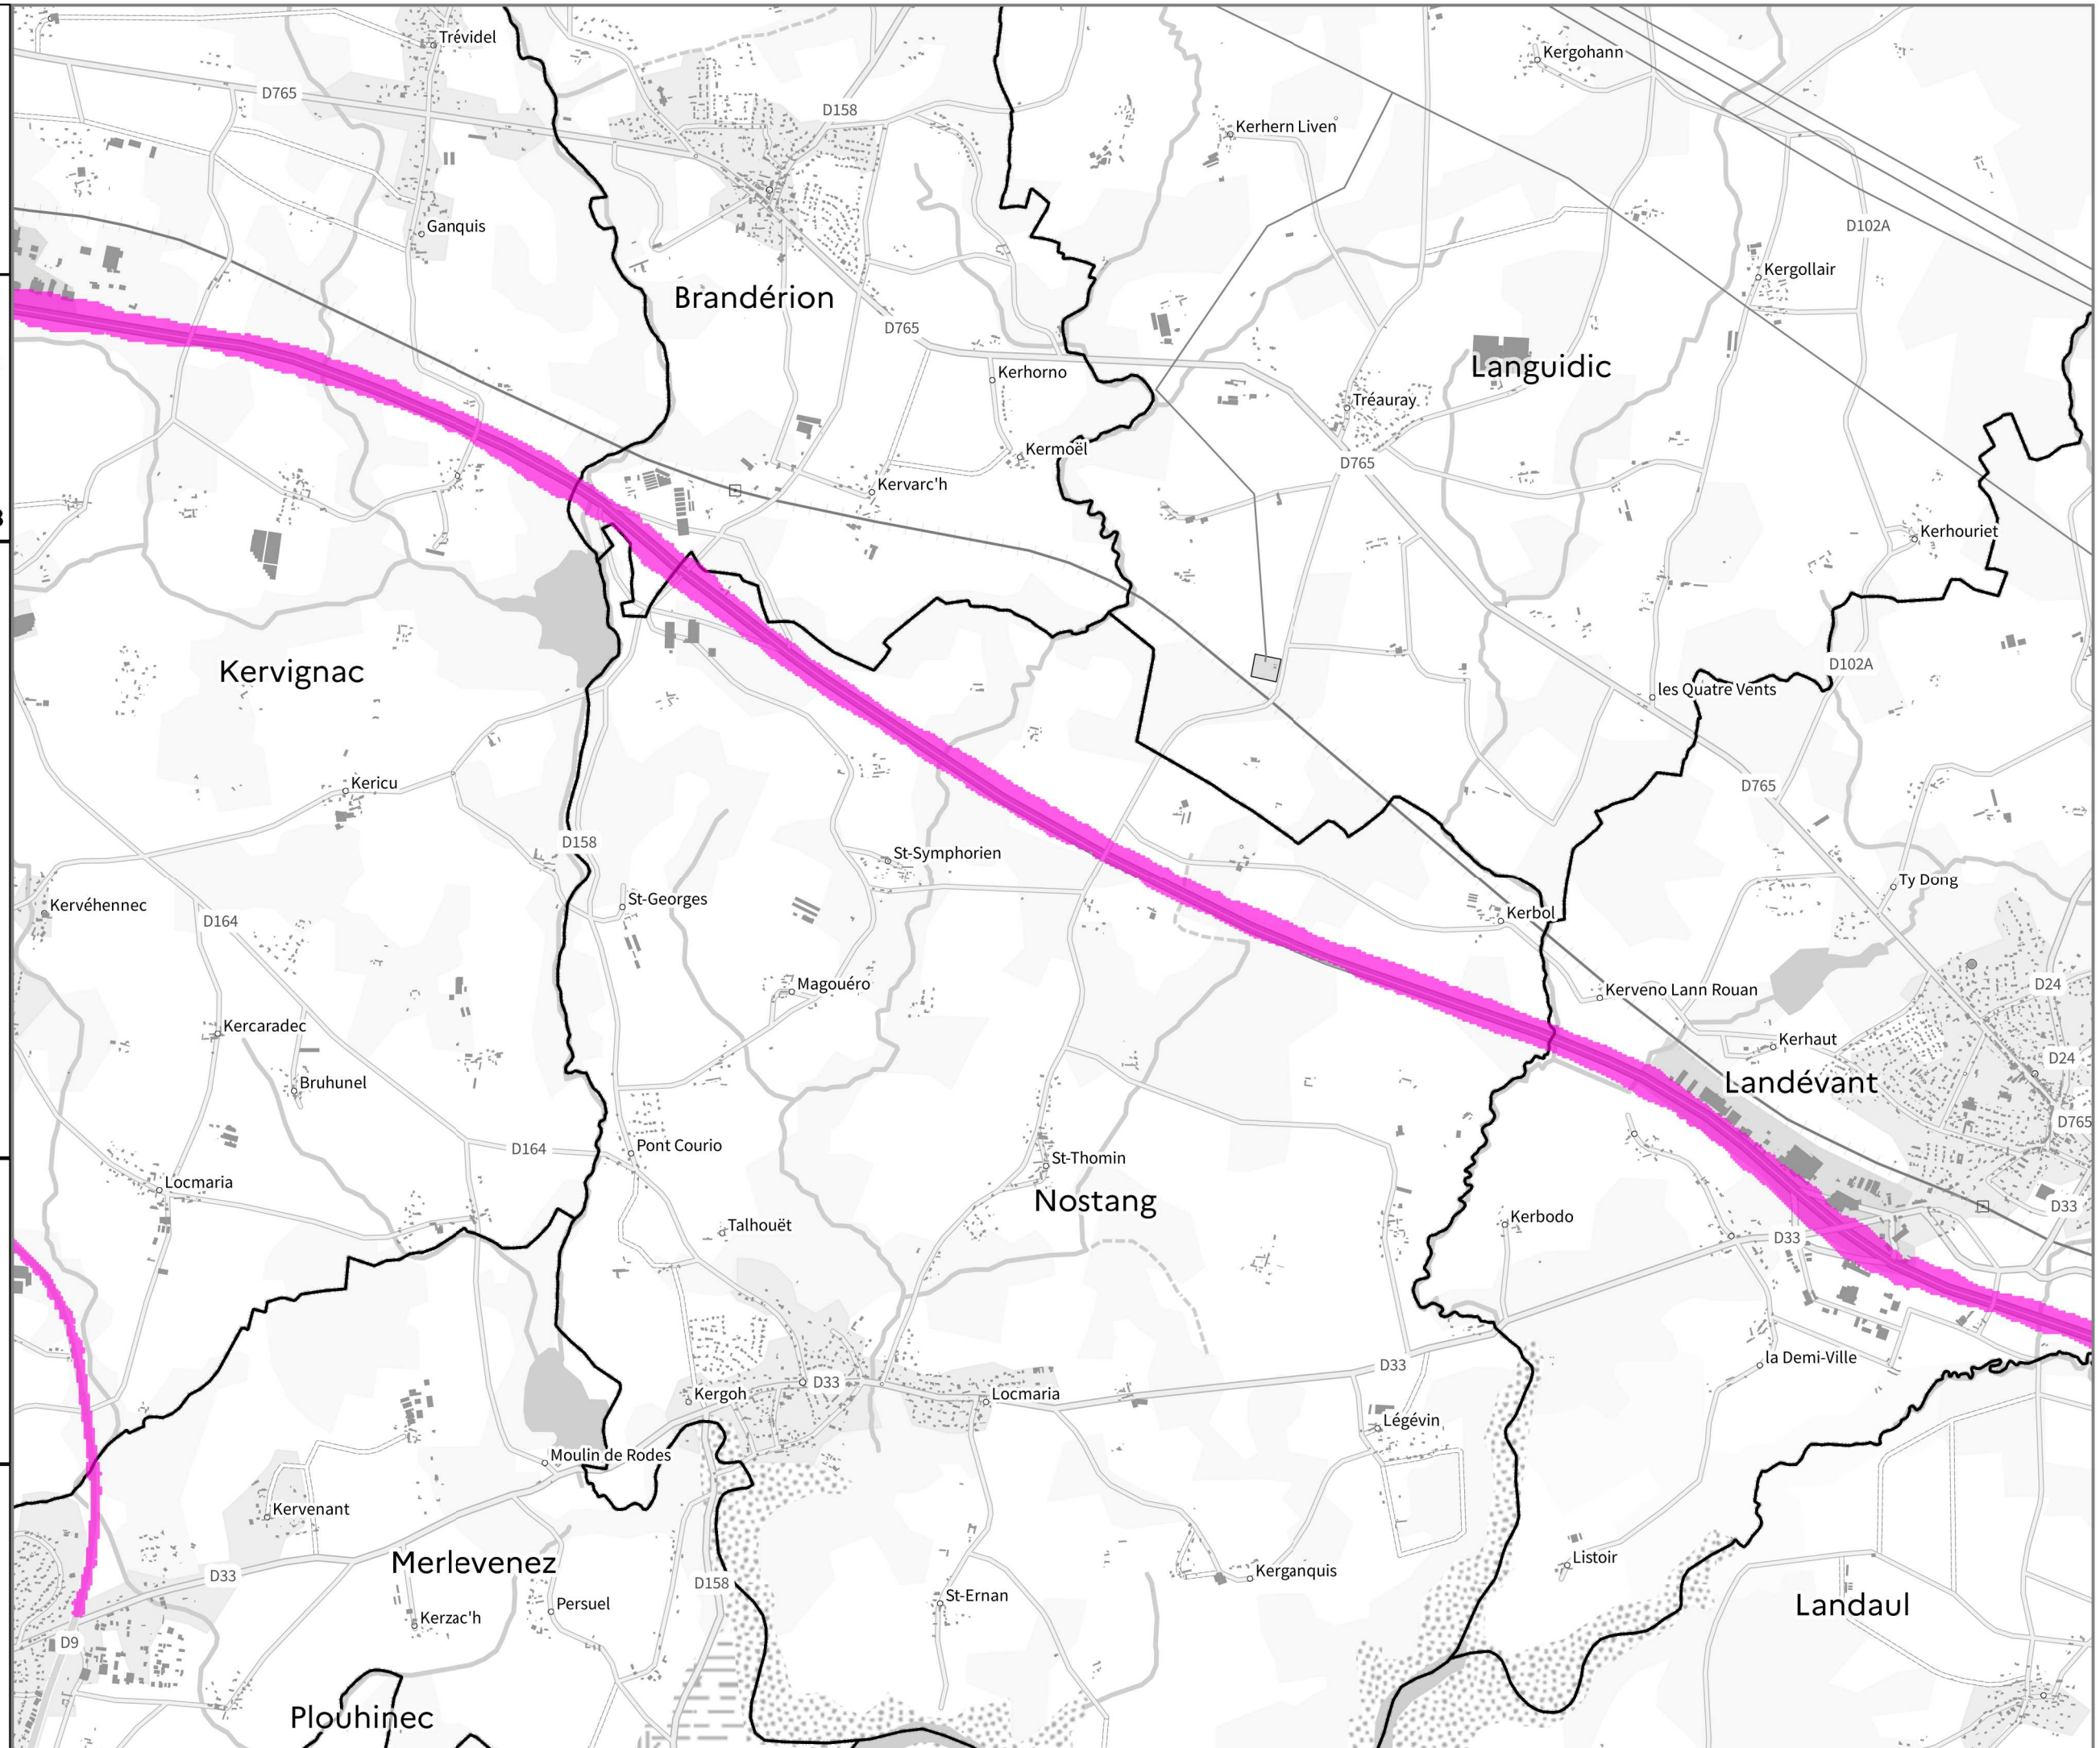 Trévidel
Kergohann
D765
D158
Kerhern Liven
Ganquis
D102A
Kergollair
Brandérion
D765
Languidic
Kerhorno
Tréauray
Kermoël
D765
Kervarc'h
Kerhouriet
Kervignac
D102A
les Quatre Vents
Kericu
D765
D158
St-Symphorien
Ty Dong
St-Georges
Kervéhennec
Kerbol
D164
Magouéro
D24
Kerveno Lann Rouan
Kercaradec
Kerhaut
D24
Bruhunel
Landévant
D765
Pont Courio
D164
St-Thomin
Locmaria
Nostang
D33
Kerbodo
Talhouët
D33
la Demi-Ville
D33
Kergoh
D33
Locmaria
Légévin
Moulin de Rodes
Kervenant
Merlevenez
Listoir
D33
Kerganquis
D158
St-Ernan
Persuel
Landaul
Kerzac'h
D9
Plouhinec